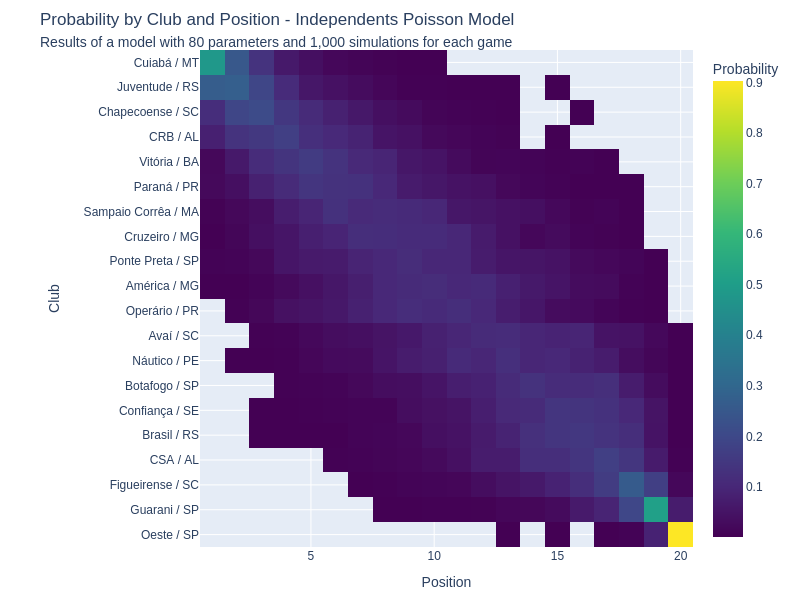 Probability by Club and Position - Independents Poisson Model
Results of a model with 80 parameters and 1,000 simulations for each game
Probability
Cuiabá / MT
Juventude / RS
Chapecoense / SC
CRB / AL
Vitória / BA
Paraná / PR
Sampaio Corrêa / MA
Cruzeiro / MG
Ponte Preta / SP
América / MG
Operário / PR
Avaí / SC
Náutico / PE
Botafogo / SP
Confiança / SE
Brasil / RS
CSA / AL
Figueirense / SC
Guarani / SP
Oeste / SP
Club
5
10
15
20
Position
0.9
0.8
0.7
0.6
0.5
0.4
0.3
0.2
0.1